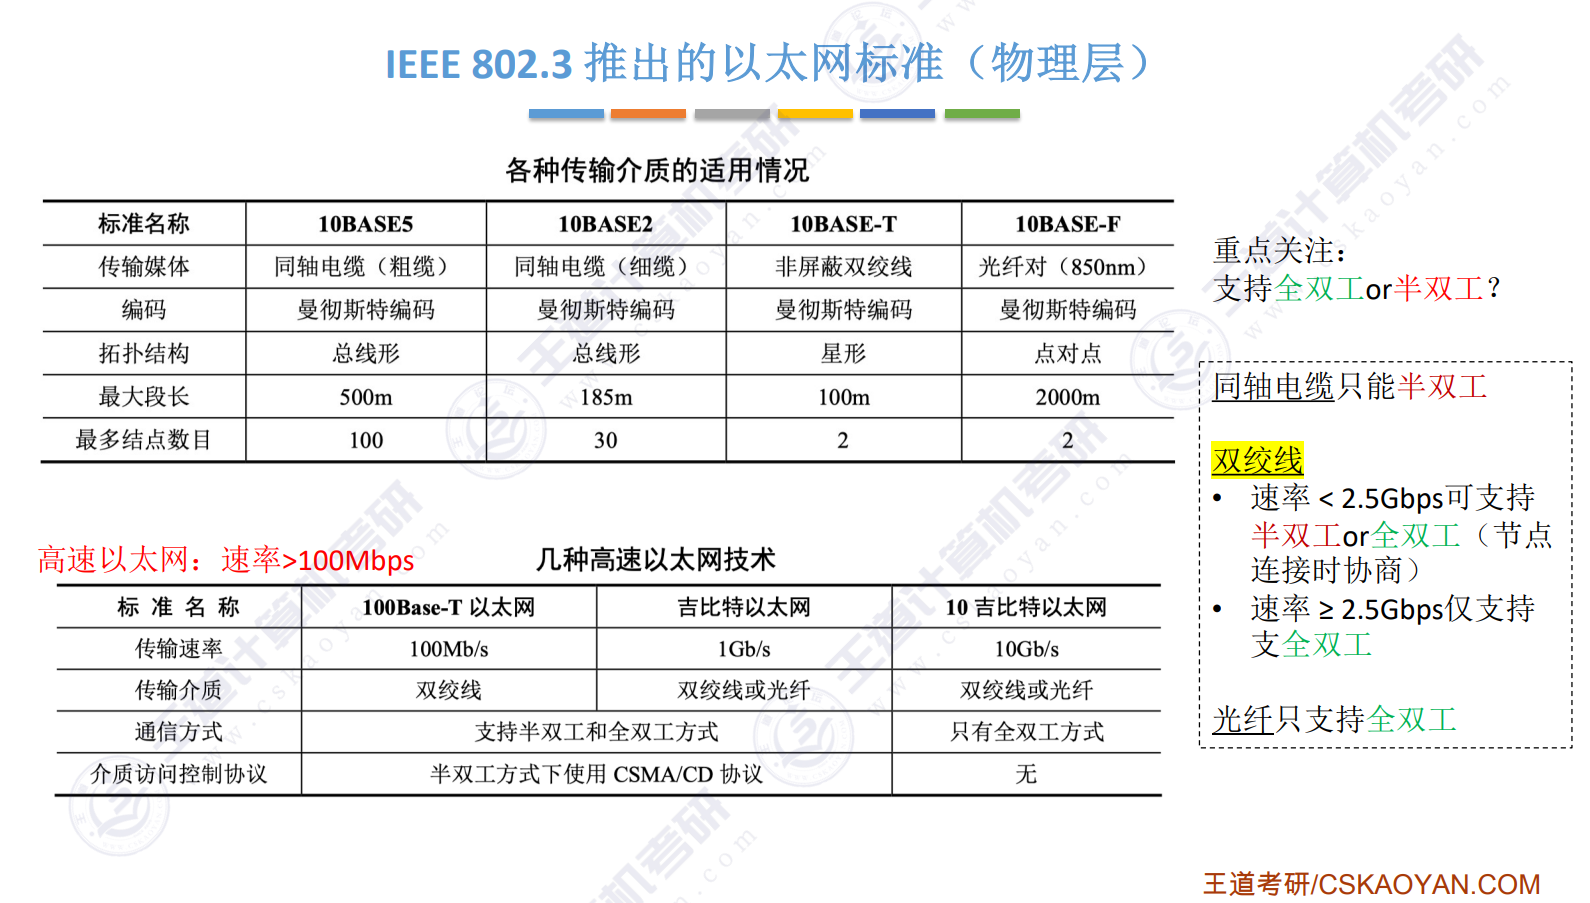 IEEE 802.3 推出的以太网标准（物理层）
各种传输介质的适用情况
标准名称 10BASE5 10BASE2 10BASE-T 10BASE-F
传输媒体 同轴电缆（粗缆） 同轴电缆（细缆） 非屏蔽双绞线 光纤对（850nm）
编码 曼彻斯特编码 曼彻斯特编码 曼彻斯特编码 曼彻斯特编码
拓扑结构 总线形 总线形 星形 点对点
最大段长 500m 185m 100m 2000m
最多结点数目 100 30 2 2
重点关注：
支持全双工or半双工？
同轴电缆只能半双工
双绞线
• 速率 < 2.5Gbps可支持
半双工or全双工（节点
连接时协商）
• 速率 ≥ 2.5Gbps仅支持
支全双工
光纤只支持全双工
高速以太网：速率>100Mbps
几种高速以太网技术
标 准 名 称 100Base-T 以太网 吉比特以太网 10 吉比特以太网
传输速率 100Mb/s 1Gb/s 10Gb/s
传输介质 双绞线 双绞线或光纤 双绞线或光纤
通信方式 支持半双工和全双工方式 只有全双工方式
介质访问控制协议 半双工方式下使用 CSMA/CD 协议 无
王道考研/CSKAOYAN.COM
王道计算机考研
www.cskaoyan.com